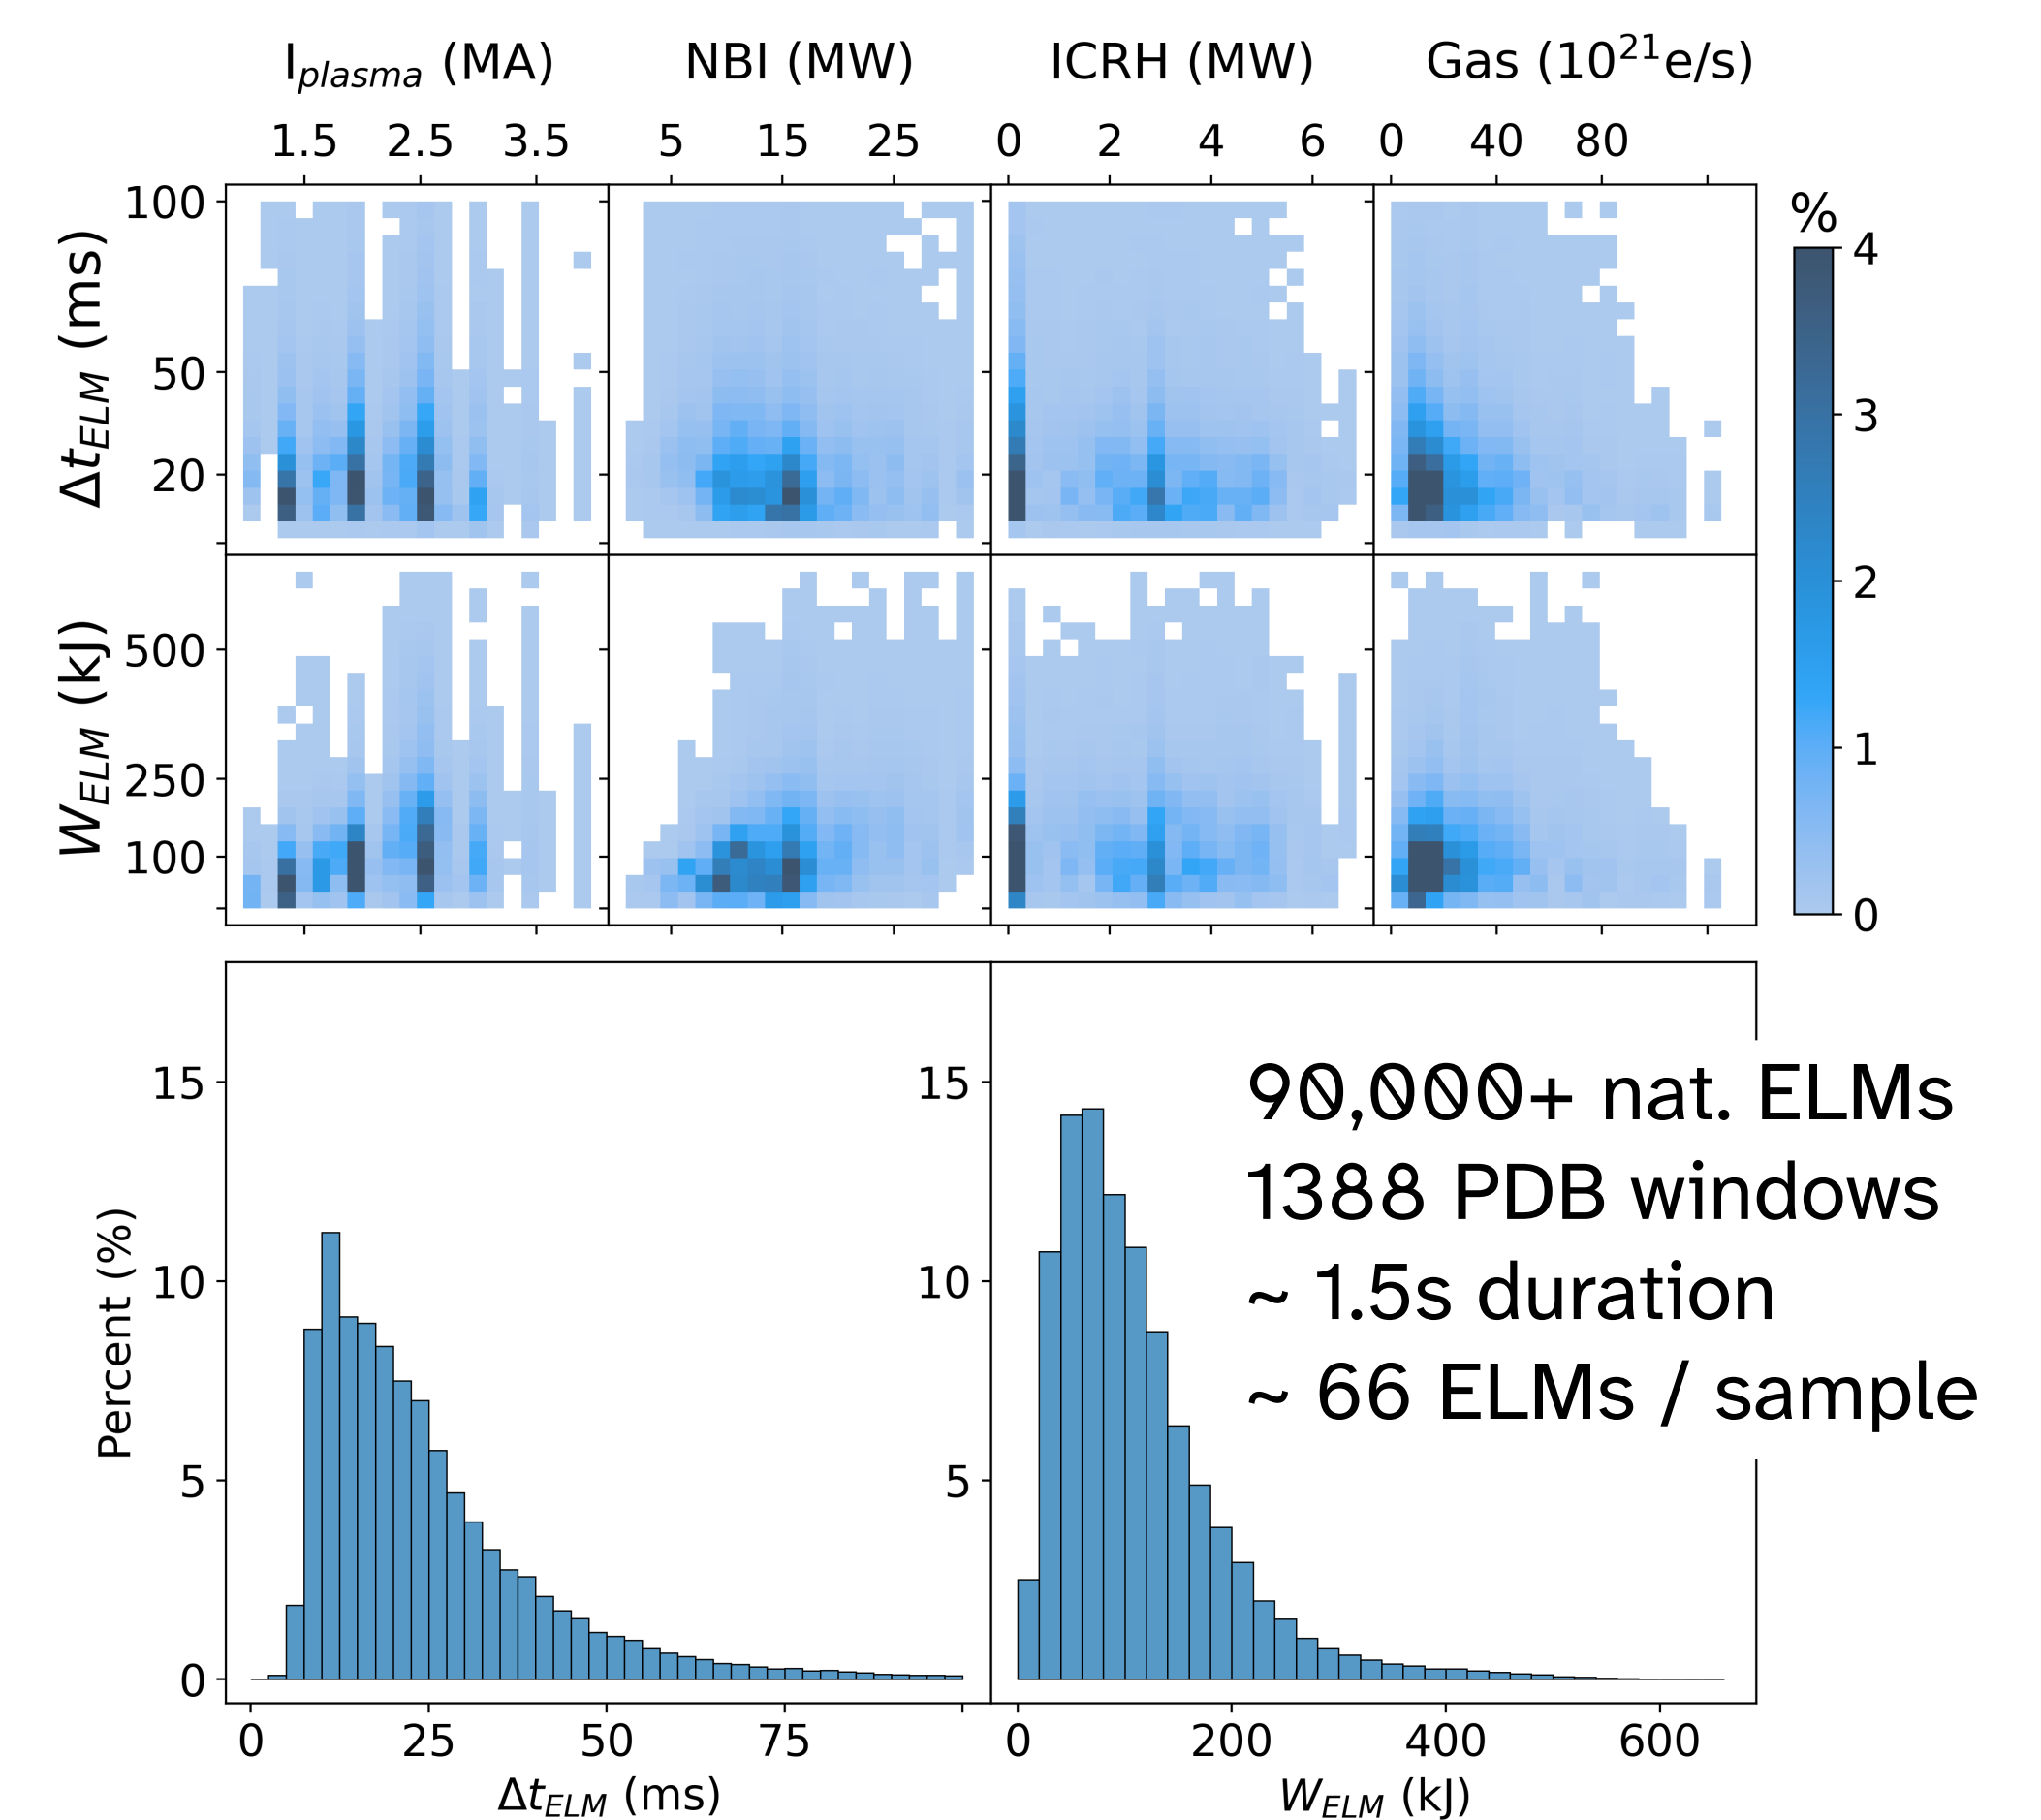 I_plasma (MA) NBI (MW) ICRH (MW) Gas (10²¹e/s)
1.5 2.5 3.5 5 15 25 0 2 4 6 0 40 80
Δt_ELM (ms)
100
50
20
%
4
3
2
1
0
W_ELM (kJ)
500
250
100
Percent (%)
15
10
5
0
0 25 50 75
Δt_ELM (ms)
15
10
5
0 200 400 600
W_ELM (kJ)
90,000+ nat. ELMs
1388 PDB windows
~ 1.5s duration
~ 66 ELMs / sample